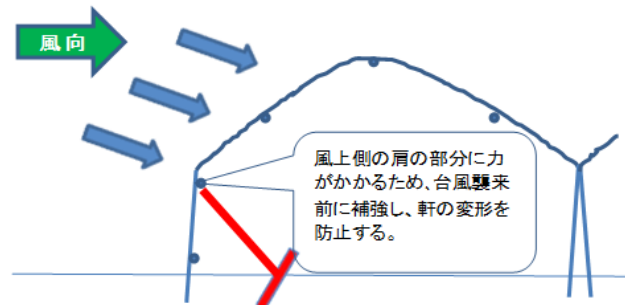 風向
風上側の肩の部分に力
がかかるため、台風襲来
前に補強し、軒の変形を
防止する。